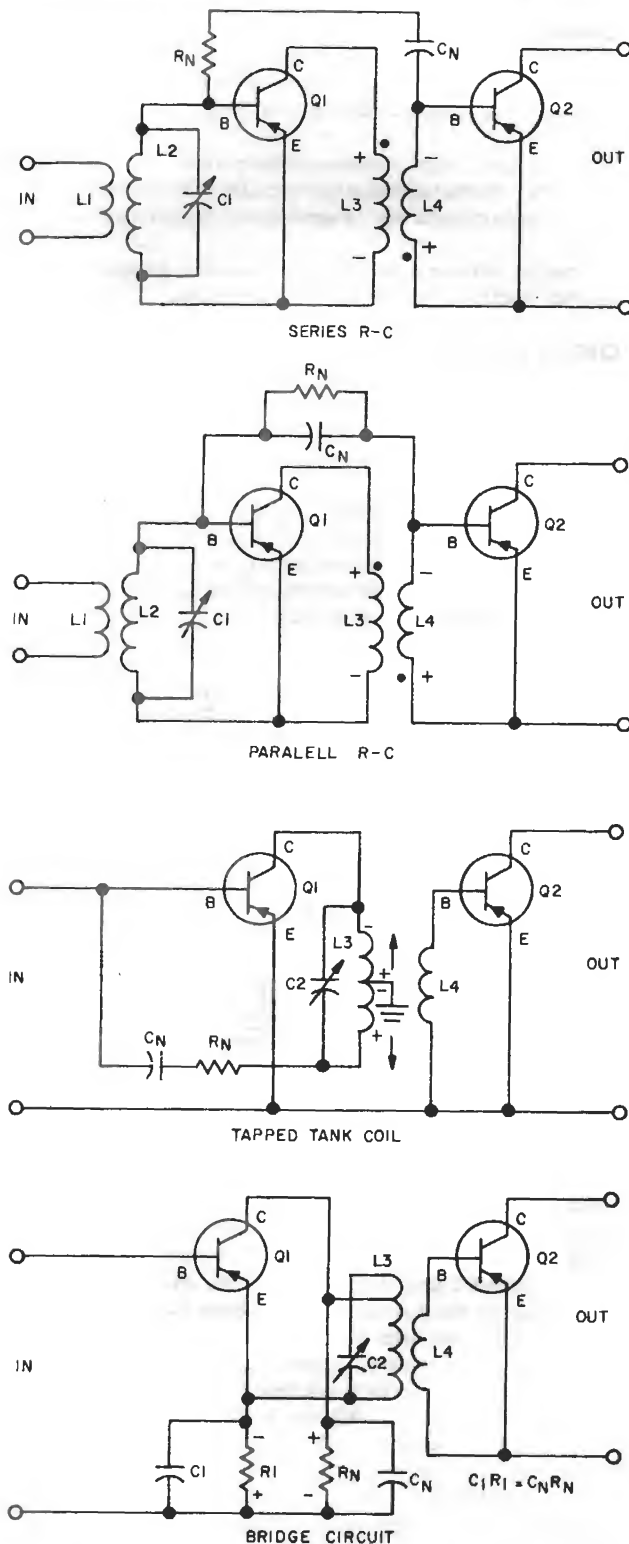 RN
CN
C
Q1
B
E
C
Q2
B
E
L2
IN
L1
C1
+
L3
-
-
L4
+
OUT
SERIES R-C
RN
CN
C
Q1
B
E
C
Q2
B
E
IN
L1
L2
C1
+
L3
-
-
L4
+
OUT
PARALELL R-C
C
Q1
B
E
C
Q2
B
E
IN
L3
-
C2
+
-
+
L4
OUT
CN
RN
TAPPED TANK COIL
C
Q1
B
E
L3
C
Q2
B
E
IN
C2
L4
OUT
C1
-
R1
+
+
RN
-
CN
C1R1 = CNRN
BRIDGE CIRCUIT